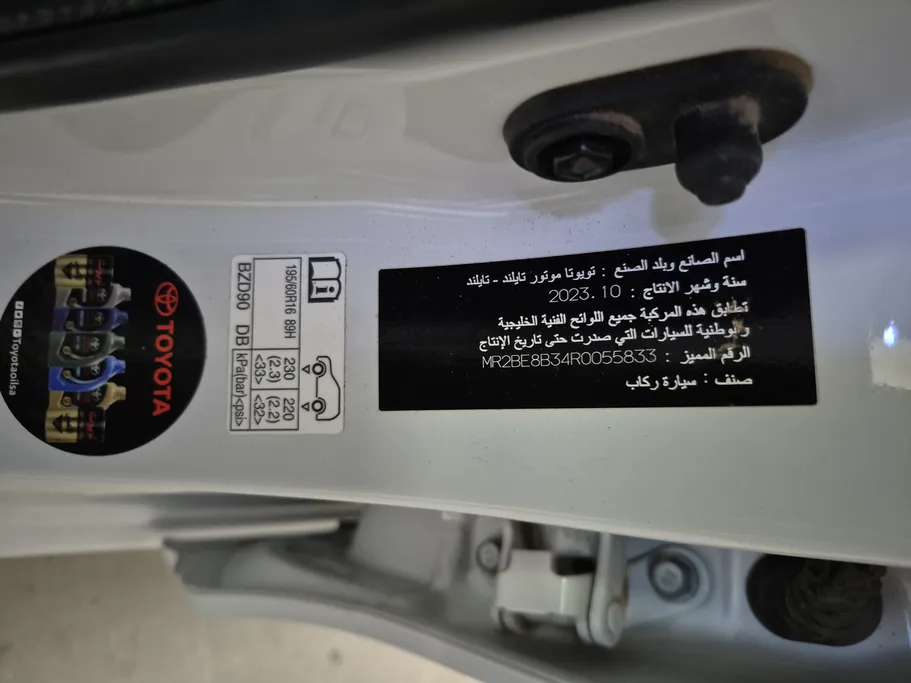 اسم الصانع وبلد الصنع : تويوتا موتور تايلند - تايلند
سنة وشهر الانتاج : 2023.10
تطابق هذه المركبة جميع اللوائح الفنية الخليجية
و بوطنية للسيارات التي صدرت حتى تاريخ الإنتاج
الرقم المميز : MR2BE8B34R0055833
صنف : سيارة ركاب
195/60R16 89H
230
(2.3)
<33>
220
(2.2)
<32>
BZD90 DB
kPa(bar)<psi>
TOYOTA
Toyotaoilsa